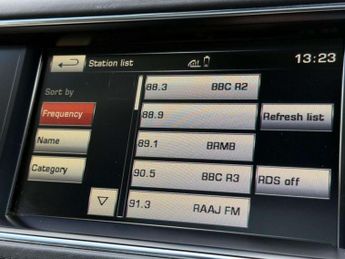 Station list
13:23
Sort by
Frequency
Name
Category
88.3 BBC R2
88.9
89.1 BRMB
90.5 BBC R3
91.3 RAAJ FM
Refresh list
RDS off